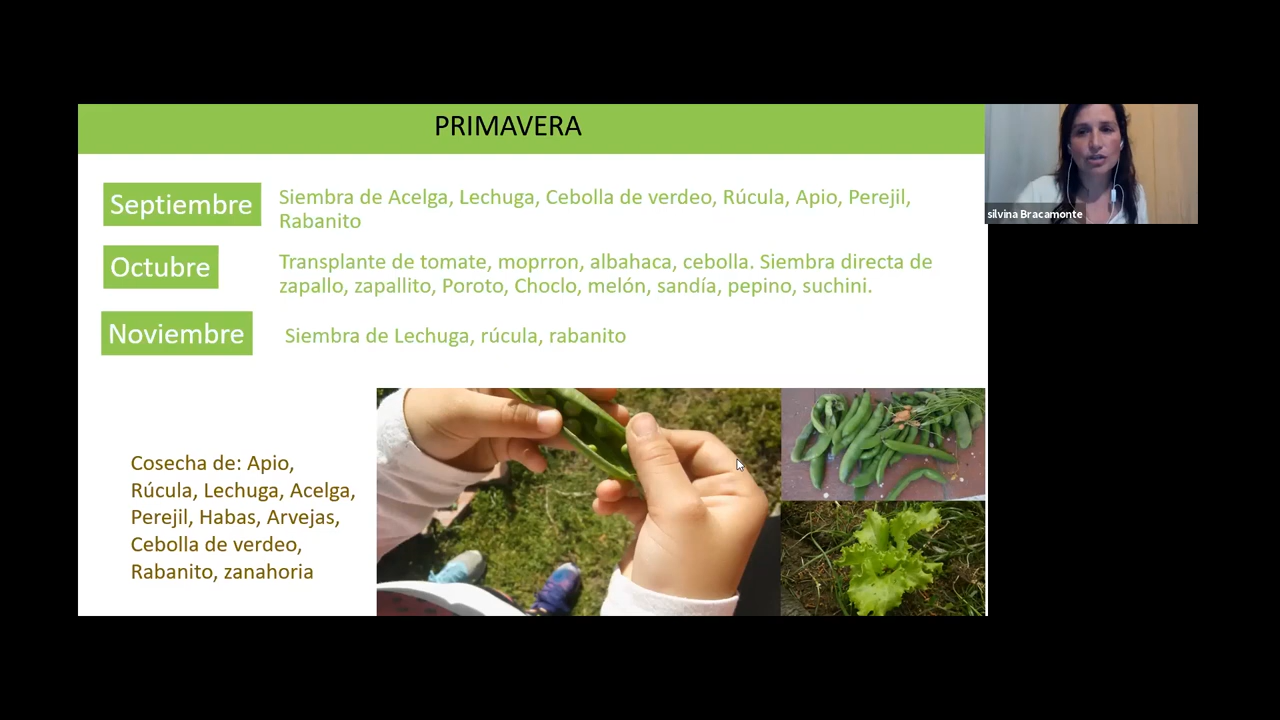 PRIMAVERA
Septiembre
Siembra de Acelga, Lechuga, Cebolla de verdeo, Rúcula, Apio, Perejil,
Rabanito
Octubre
Transplante de tomate, moprron, albahaca, cebolla. Siembra directa de
zapallo, zapallito, Poroto, Choclo, melón, sandía, pepino, suchini.
Noviembre
Siembra de Lechuga, rúcula, rabanito
Cosecha de: Apio,
Rúcula, Lechuga, Acelga,
Perejil, Habas, Arvejas,
Cebolla de verdeo,
Rabanito, zanahoria
silvina Bracamonte